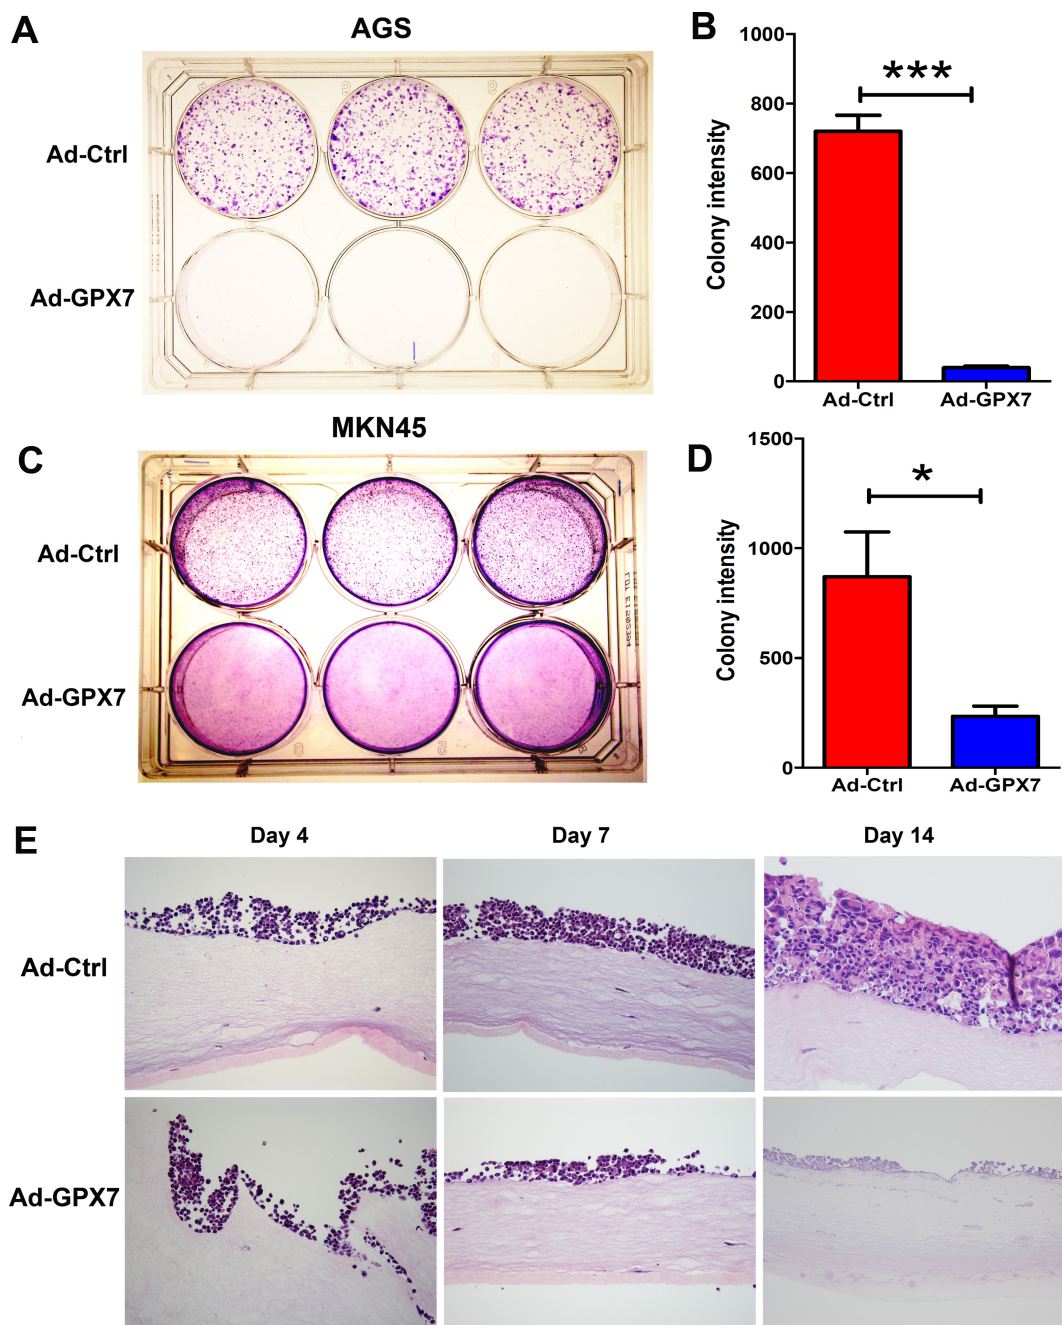 A
AGS
Ad-Ctrl
Ad-GPX7
B
1000
800
600
400
200
0
Colony intensity
***
Ad-Ctrl
Ad-GPX7
MKN45
C
Ad-Ctrl
Ad-GPX7
D
1500
1000
500
0
Colony intensity
*
Ad-Ctrl
Ad-GPX7
E
Day 4
Day 7
Day 14
Ad-Ctrl
Ad-GPX7